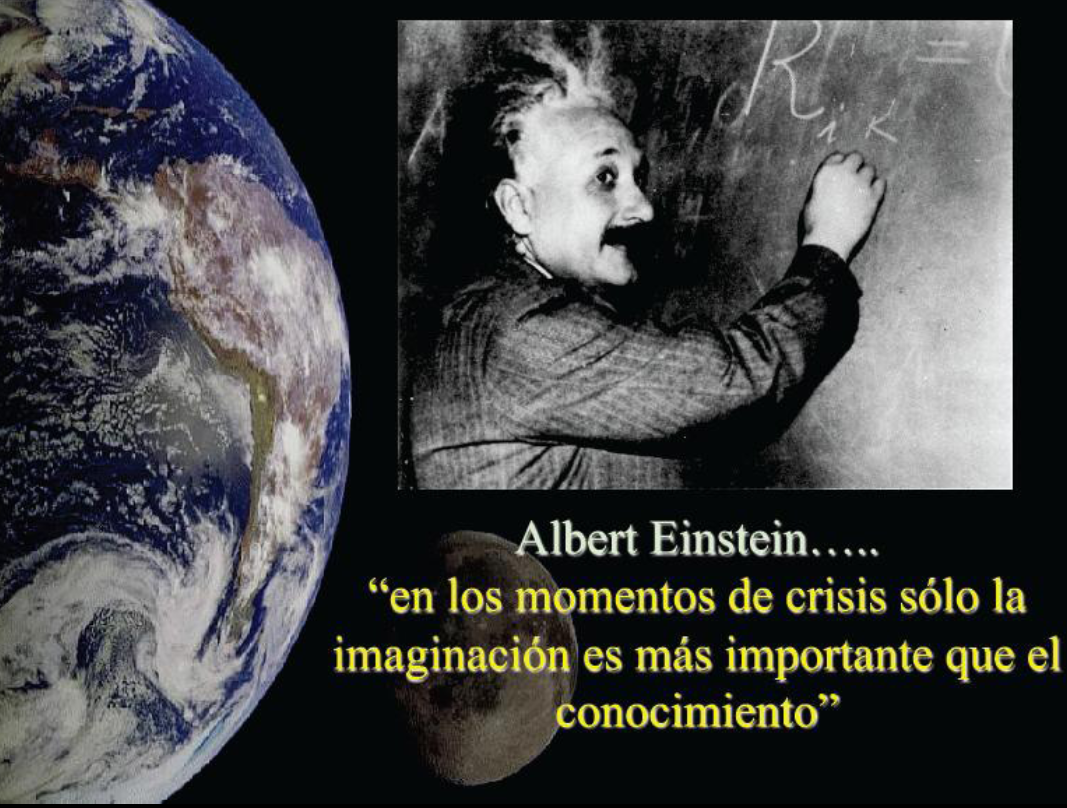 R i k =
Albert Einstein…..
“en los momentos de crisis sólo la
imaginación es más importante que el
conocimiento”